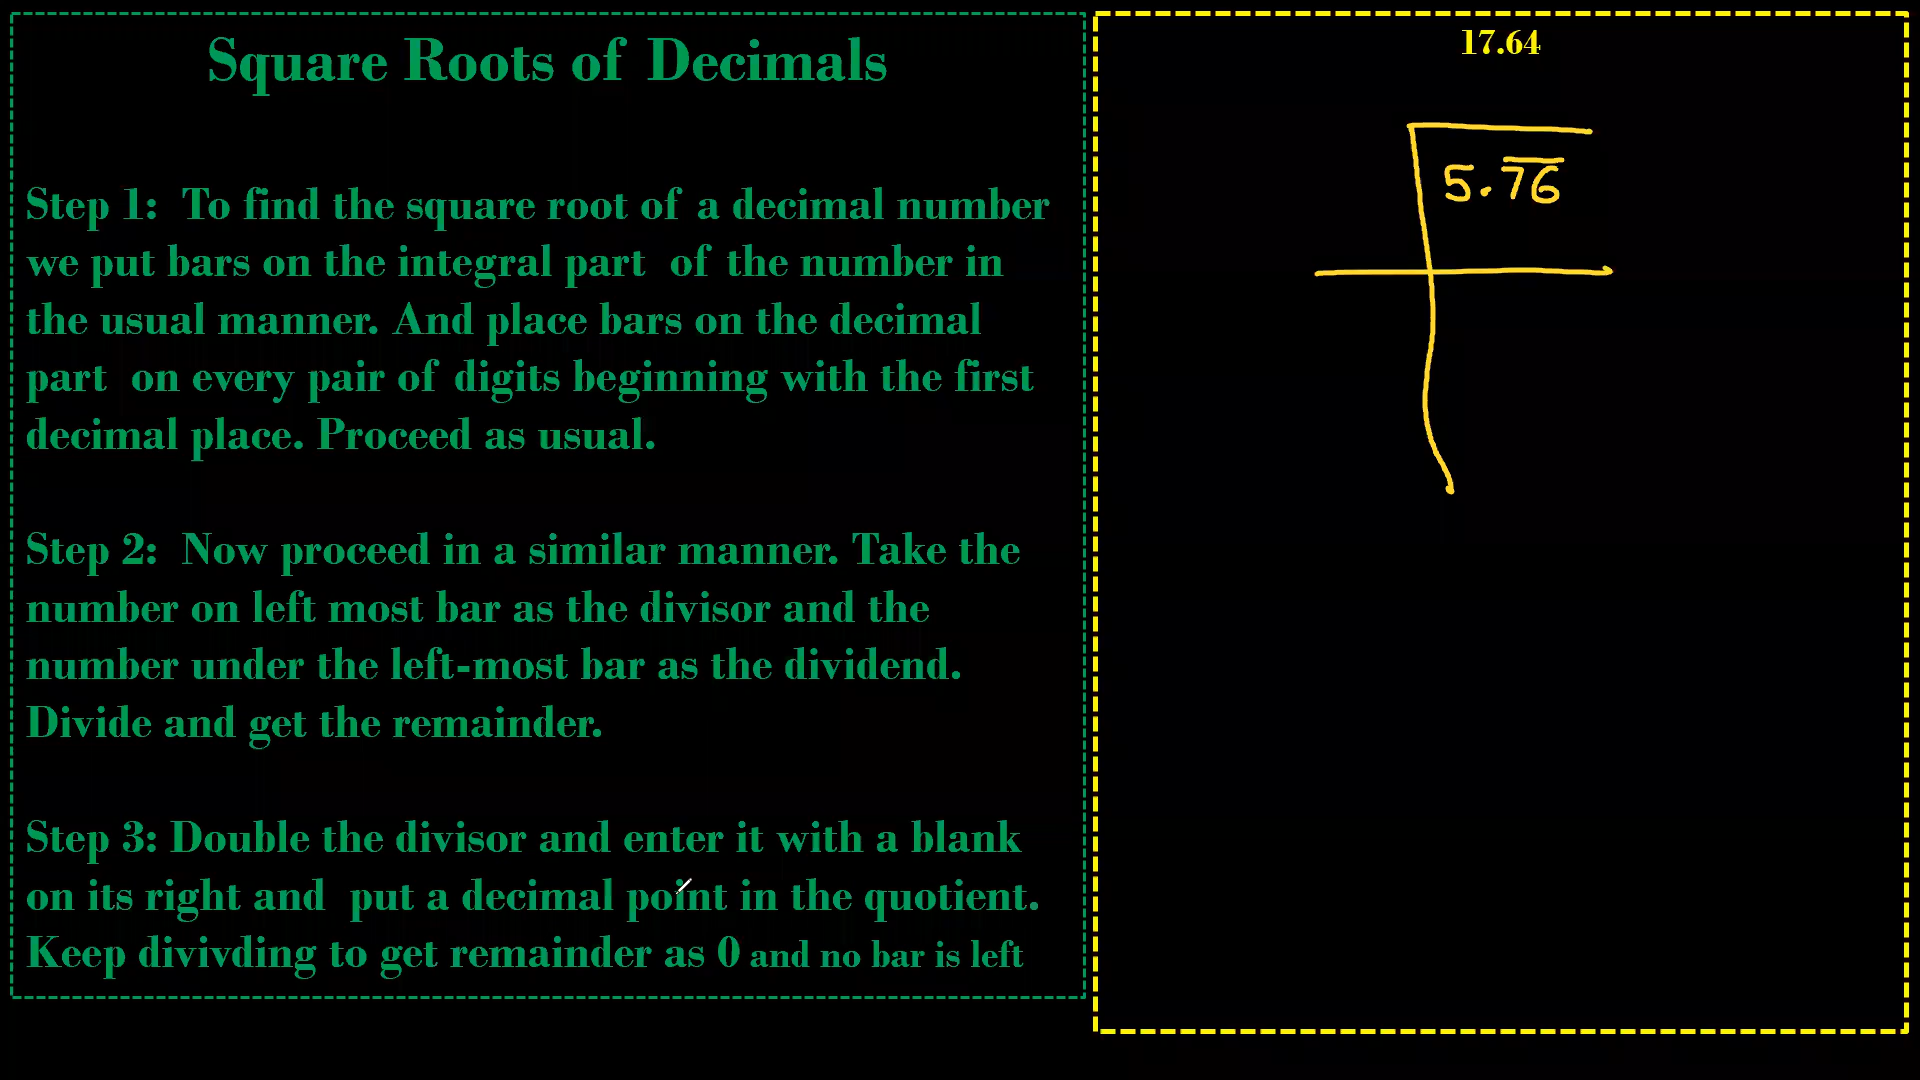 Square Roots of Decimals
Step 1: To find the square root of a decimal number
we put bars on the integral part of the number in
the usual manner. And place bars on the decimal
part on every pair of digits beginning with the first
decimal place. Proceed as usual.
Step 2: Now proceed in a similar manner. Take the
number on left most bar as the divisor and the
number under the left-most bar as the dividend.
Divide and get the remainder.
Step 3: Double the divisor and enter it with a blank
on its right and put a decimal point in the quotient.
Keep divivding to get remainder as 0 and no bar is left
17.64
5.76